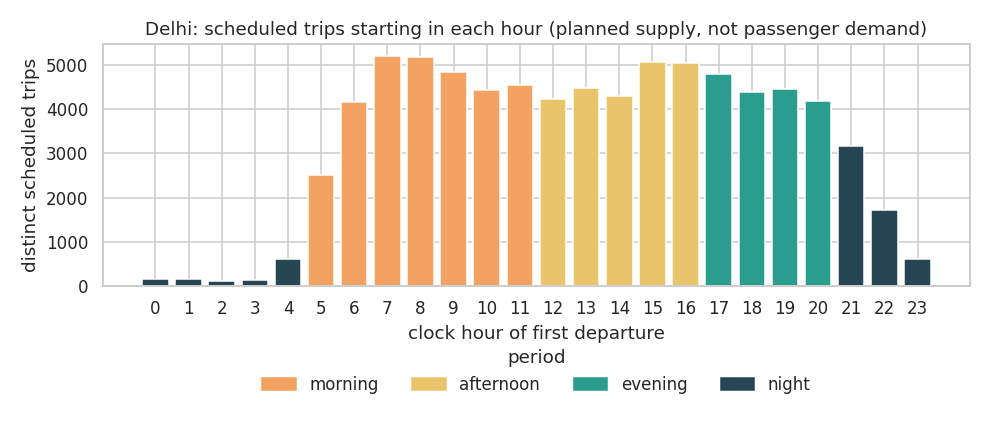 Delhi: scheduled trips starting in each hour (planned supply, not passenger demand)
distinct scheduled trips
5000
4000
3000
2000
1000
0
0 1 2 3 4 5 6 7 8 9 10 11 12 13 14 15 16 17 18 19 20 21 22 23
clock hour of first departure
period
morning afternoon evening night